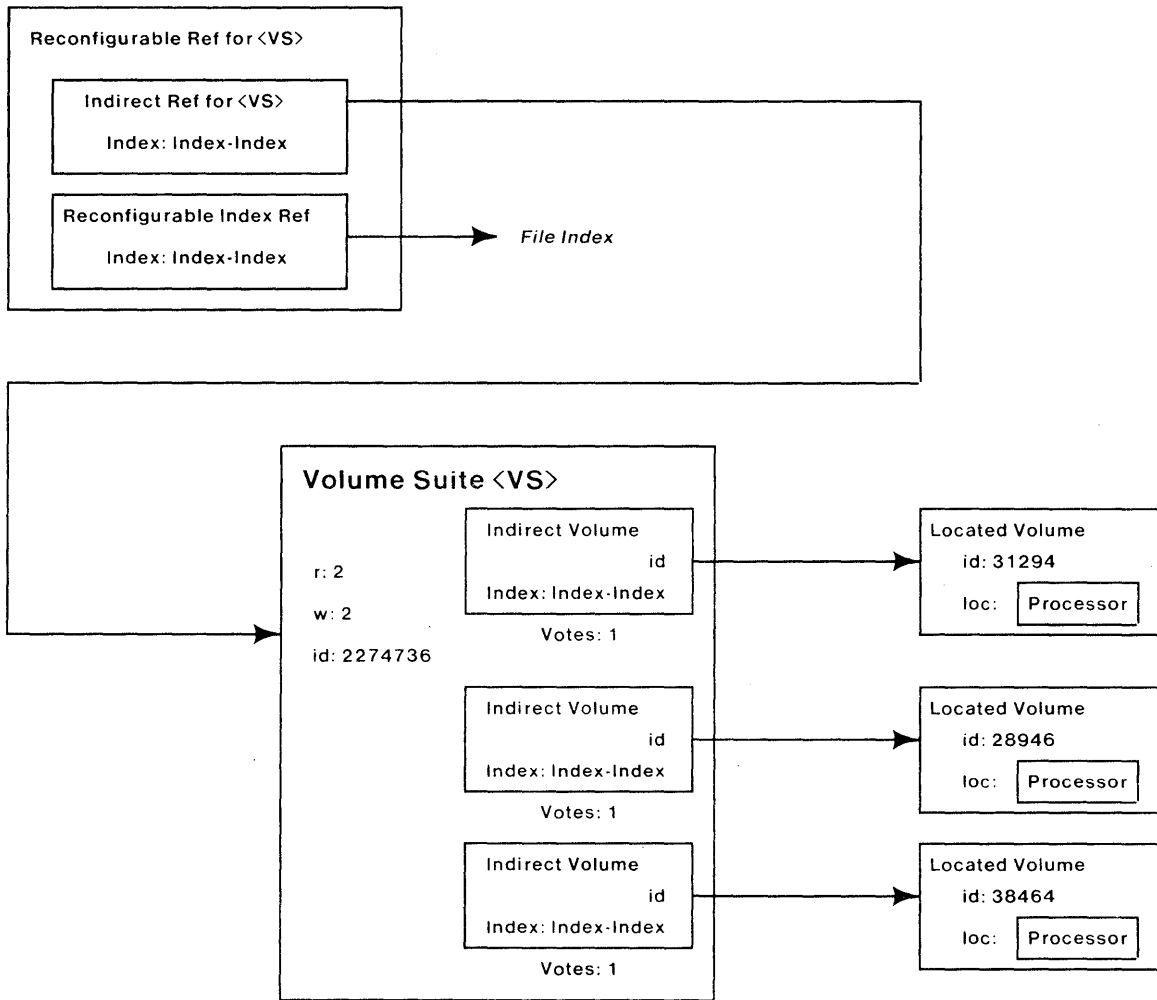 Reconfigurable Ref for <VS>
Indirect Ref for <VS>
Index: Index-Index
Reconfigurable Index Ref
Index: Index-Index
File Index
Volume Suite <VS>
r: 2
w: 2
id: 2274736
Indirect Volume
id
Index: Index-Index
Votes: 1
Located Volume
id: 31294
loc: Processor
Indirect Volume
id
Index: Index-Index
Votes: 1
Located Volume
id: 28946
loc: Processor
Indirect Volume
id
Index: Index-Index
Votes: 1
Located Volume
id: 38464
loc: Processor